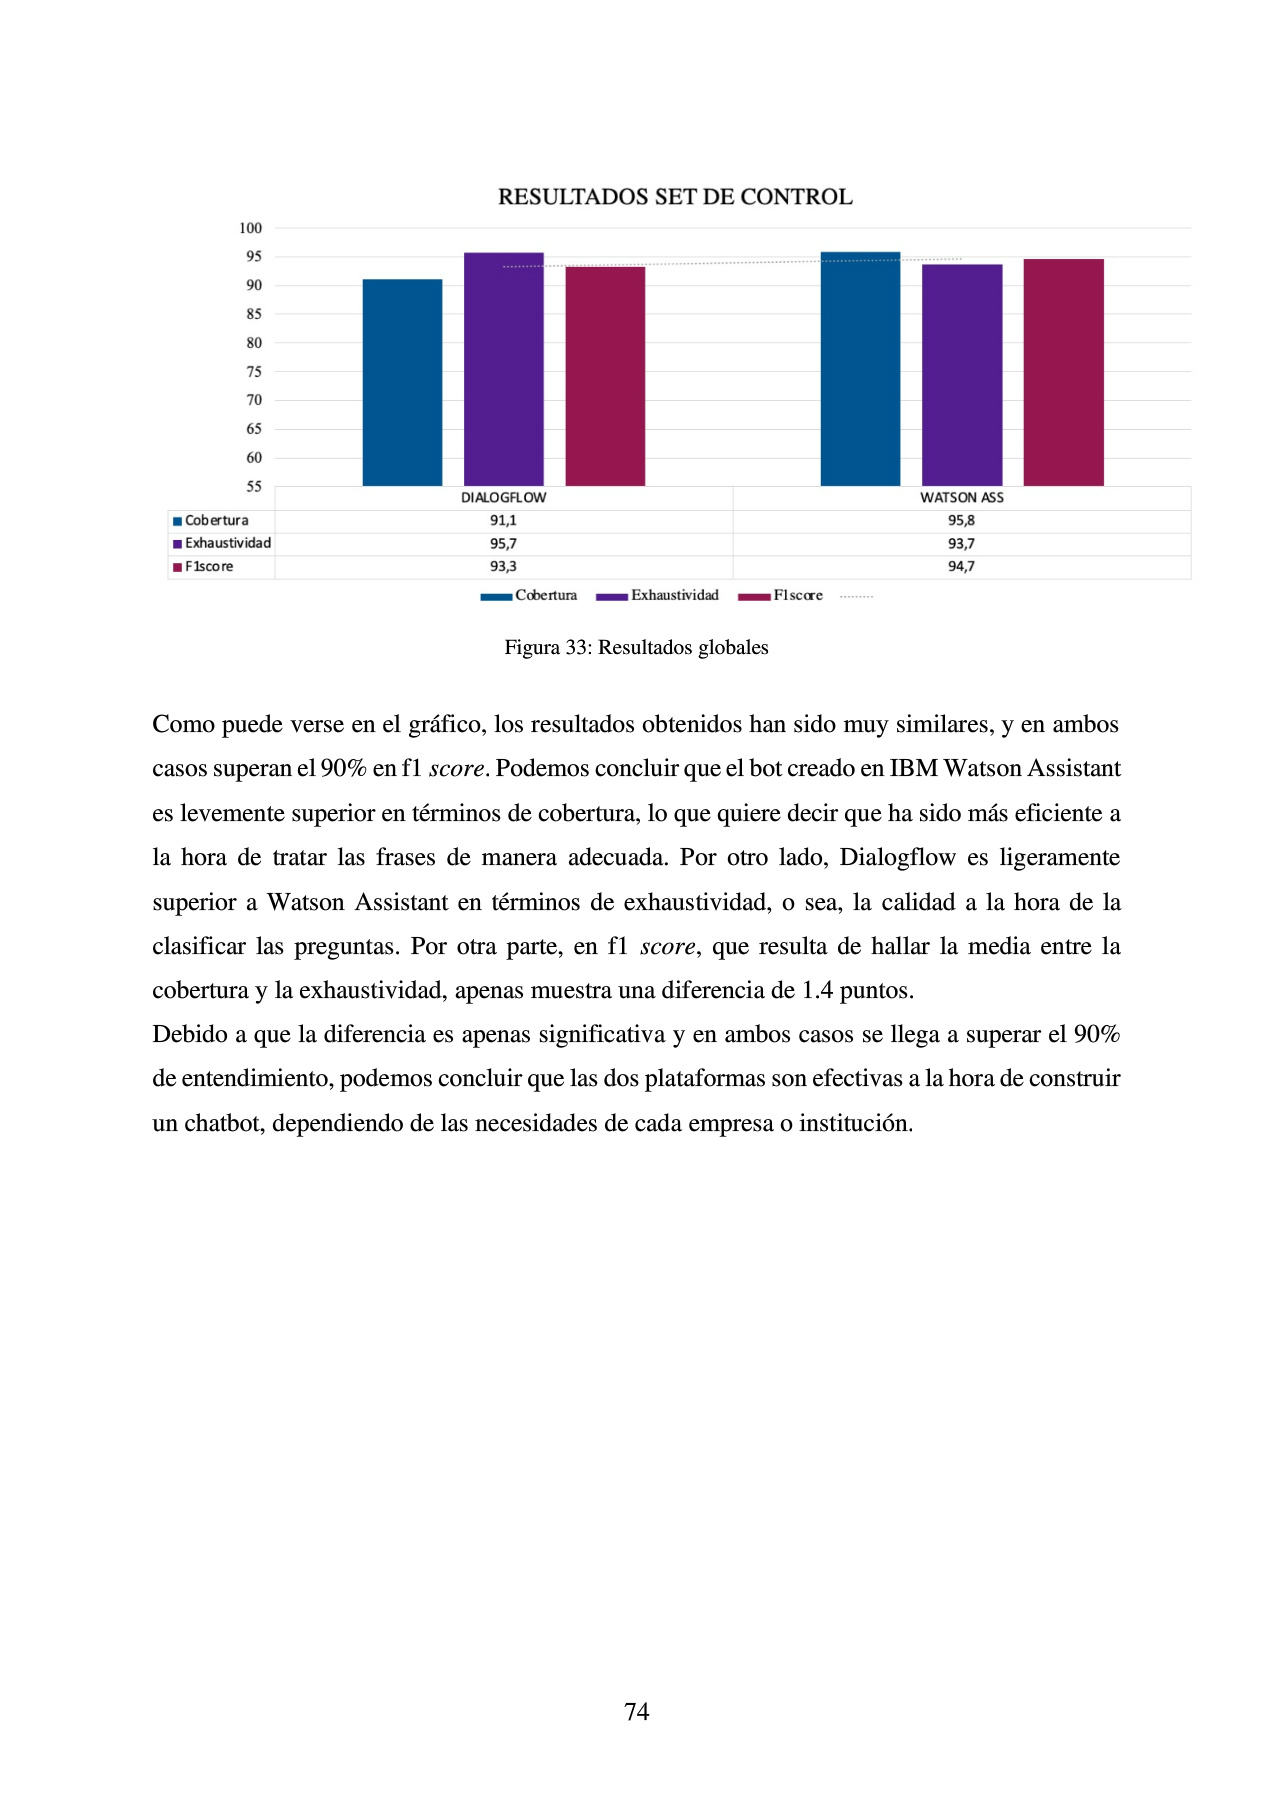 RESULTADOS SET DE CONTROL
100
95
90
85
80
75
70
65
60
55
DIALOGFLOW WATSON ASS
Cobertura 91,1 95,8
Exhaustividad 95,7 93,7
F1score 93,3 94,7
Cobertura Exhaustividad F1score
Figura 33: Resultados globales
Como puede verse en el gráfico, los resultados obtenidos han sido muy similares, y en ambos
casos superan el 90% en f1 score. Podemos concluir que el bot creado en IBM Watson Assistant
es levemente superior en términos de cobertura, lo que quiere decir que ha sido más eficiente a
la hora de tratar las frases de manera adecuada. Por otro lado, Dialogflow es ligeramente
superior a Watson Assistant en términos de exhaustividad, o sea, la calidad a la hora de la
clasificar las preguntas. Por otra parte, en f1 score, que resulta de hallar la media entre la
cobertura y la exhaustividad, apenas muestra una diferencia de 1.4 puntos.
Debido a que la diferencia es apenas significativa y en ambos casos se llega a superar el 90%
de entendimiento, podemos concluir que las dos plataformas son efectivas a la hora de construir
un chatbot, dependiendo de las necesidades de cada empresa o institución.
74